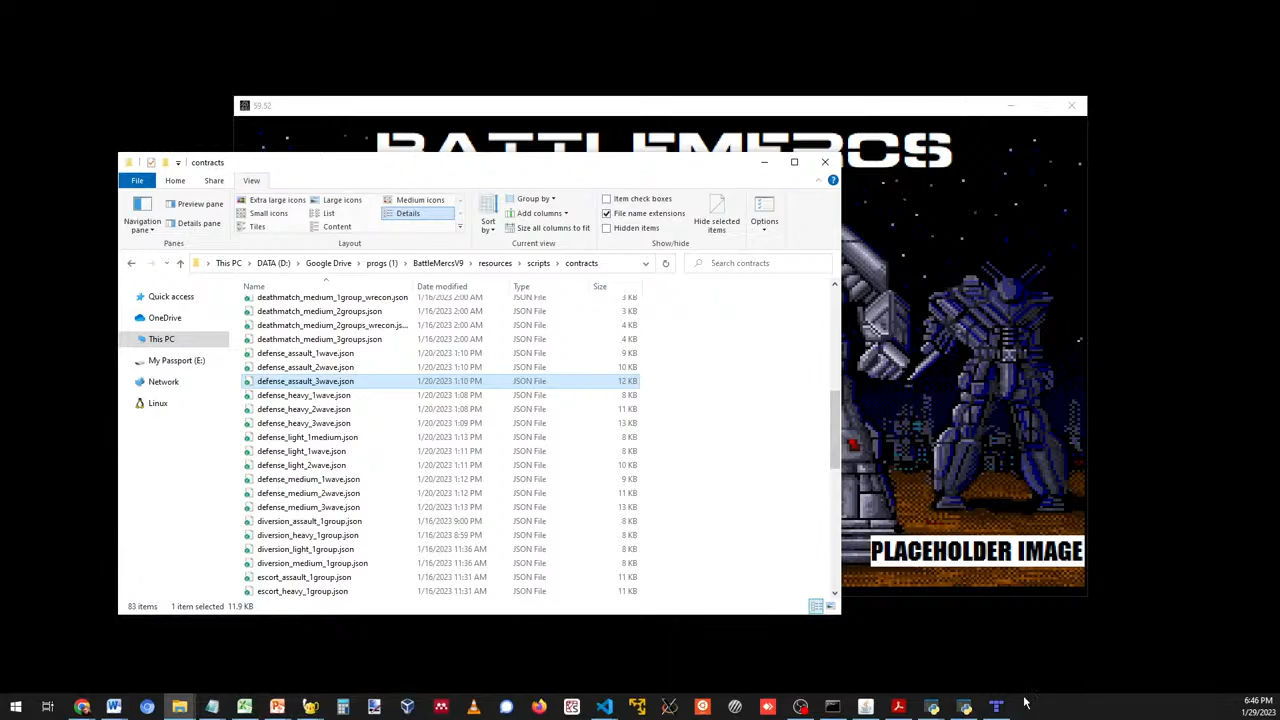 59.52
BATTLEMERCS
contracts
File
Home
Share
View
Navigation pane
Preview pane
Details pane
Panes
Extra large icons
Large icons
Medium icons
Small icons
List
Details
Tiles
Content
Layout
Sort by
Group by
Add columns
Size all columns to fit
Current view
Item check boxes
File name extensions
Hidden items
Hide selected items
Show/hide
Options
This PC > DATA (D:) > Google Drive > progs (1) > BattleMercsV9 > resources > scripts > contracts
Search contracts
Quick access
OneDrive
This PC
My Passport (E:)
Network
Linux
Name Date modified Type Size
deathmatch_medium_1group_wrecon.json 1/16/2023 2:00 AM JSON File 3 KB
deathmatch_medium_2groups.json 1/16/2023 2:00 AM JSON File 3 KB
deathmatch_medium_2groups_wrecon.js... 1/16/2023 2:00 AM JSON File 4 KB
deathmatch_medium_3groups.json 1/16/2023 2:00 AM JSON File 4 KB
defense_assault_1wave.json 1/20/2023 1:10 PM JSON File 9 KB
defense_assault_2wave.json 1/20/2023 1:10 PM JSON File 10 KB
defense_assault_3wave.json 1/20/2023 1:10 PM JSON File 12 KB
defense_heavy_1wave.json 1/20/2023 1:08 PM JSON File 8 KB
defense_heavy_2wave.json 1/20/2023 1:08 PM JSON File 11 KB
defense_heavy_3wave.json 1/20/2023 1:09 PM JSON File 13 KB
defense_light_1medium.json 1/20/2023 1:13 PM JSON File 8 KB
defense_light_1wave.json 1/20/2023 1:11 PM JSON File 8 KB
defense_light_2wave.json 1/20/2023 1:11 PM JSON File 10 KB
defense_medium_1wave.json 1/20/2023 1:12 PM JSON File 9 KB
defense_medium_2wave.json 1/20/2023 1:12 PM JSON File 11 KB
defense_medium_3wave.json 1/20/2023 1:13 PM JSON File 13 KB
diversion_assault_1group.json 1/16/2023 9:00 PM JSON File 8 KB
diversion_heavy_1group.json 1/16/2023 8:59 PM JSON File 8 KB
diversion_light_1group.json 1/16/2023 11:36 AM JSON File 8 KB
diversion_medium_1group.json 1/16/2023 11:36 AM JSON File 8 KB
escort_assault_1group.json 1/16/2023 11:31 AM JSON File 11 KB
escort_heavy_1group.json 1/16/2023 11:31 AM JSON File 11 KB
83 items 1 item selected 11.9 KB
PLACEHOLDER IMAGE
6:46 PM
1/29/2023